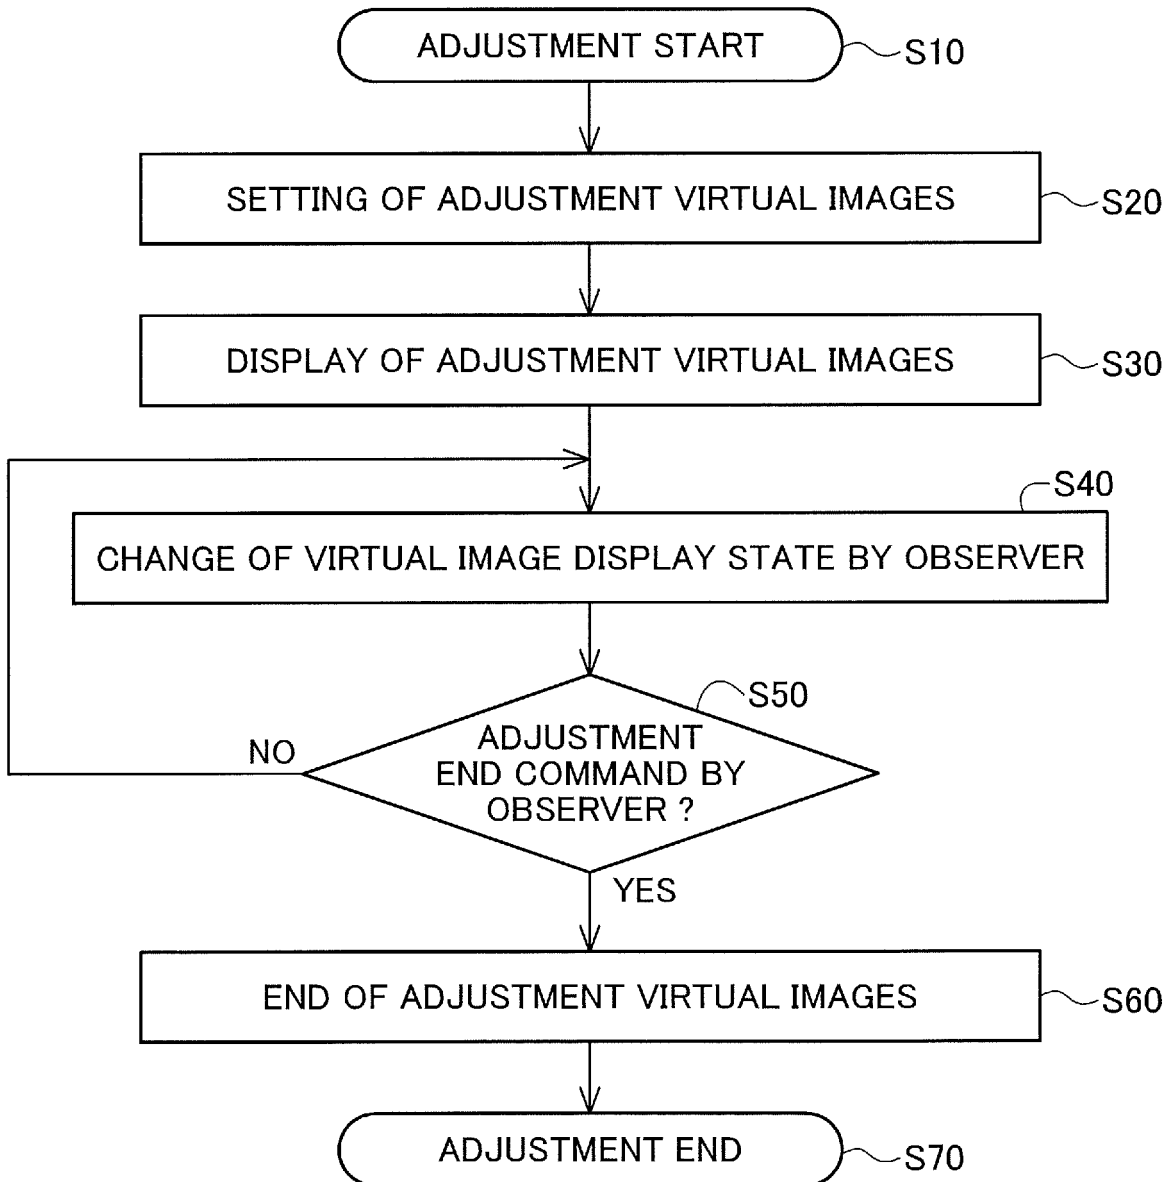 ADJUSTMENT START
S10
SETTING OF ADJUSTMENT VIRTUAL IMAGES
S20
DISPLAY OF ADJUSTMENT VIRTUAL IMAGES
S30
S40
CHANGE OF VIRTUAL IMAGE DISPLAY STATE BY OBSERVER
S50
NO
ADJUSTMENT
END COMMAND BY
OBSERVER ?
YES
END OF ADJUSTMENT VIRTUAL IMAGES
S60
ADJUSTMENT END
S70